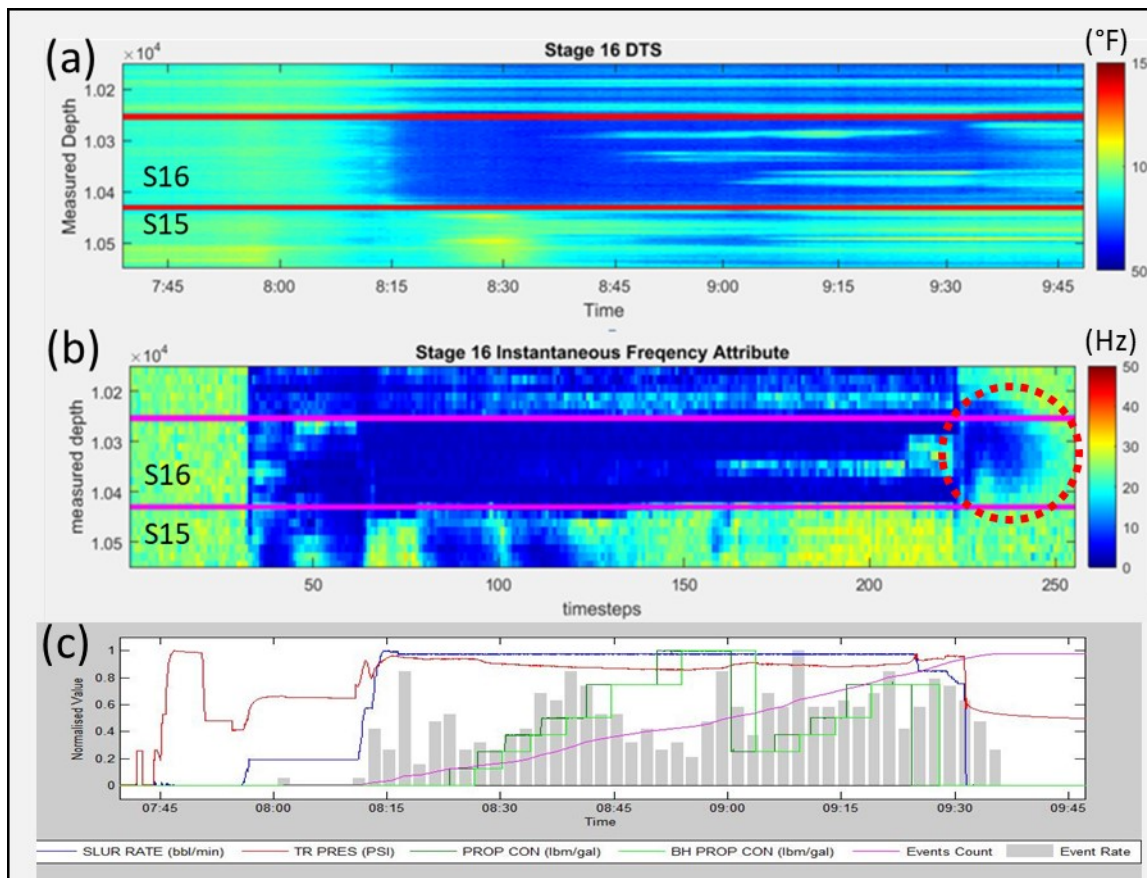 (a)
Stage 16 DTS
(°F)
×10⁴
1.02
1.03
1.04
1.05
Measured Depth
S16
S15
15
10
50
7:45 8:00 8:15 8:30 8:45 9:00 9:15 9:30 9:45
Time
(b)
Stage 16 Instantaneous Freqency Attribute
(Hz)
×10⁴
1.02
1.03
1.04
1.05
measured depth
S16
S15
50
40
30
20
10
0
50 100 150 200 250
timesteps
(c)
1
0.8
0.6
0.4
0.2
0
Normalised Value
07:45 08:00 08:15 08:30 08:45 09:00 09:15 09:30 09:45
Time
SLUR RATE (bbl/min) TR PRES (PSI) PROP CON (lbm/gal) BH PROP CON (lbm/gal) Events Count Event Rate